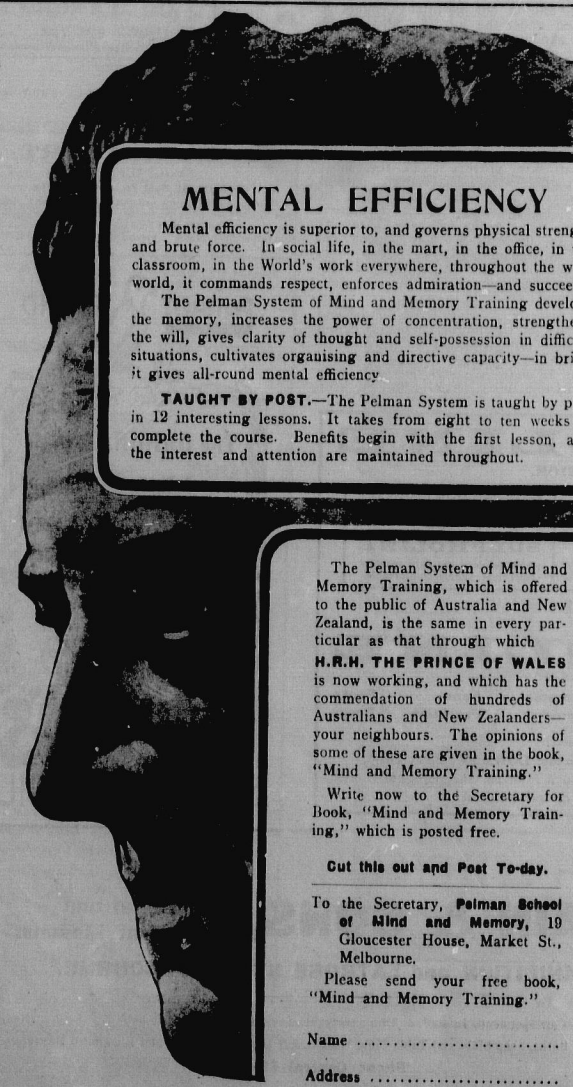 MENTAL EFFICIENCY
Mental efficiency is superior to, and governs physical streng
and brute force. In social life, in the mart, in the office, in
classroom, in the World's work everywhere, throughout the w
world, it commands respect, enforces admiration—and succee
The Pelman System of Mind and Memory Training develo
the memory, increases the power of concentration, strengthe
the will, gives clarity of thought and self-possession in diffic
situations, cultivates organising and directive capacity—in bri
it gives all-round mental efficiency
TAUGHT BY POST.—The Pelman System is taught by p
in 12 interesting lessons. It takes from eight to ten weeks
complete the course. Benefits begin with the first lesson, a
the interest and attention are maintained throughout.
The Pelman System of Mind and
Memory Training, which is offered
to the public of Australia and New
Zealand, is the same in every par-
ticular as that through which
H.R.H. THE PRINCE OF WALES
is now working, and which has the
commendation of hundreds of
Australians and New Zealanders—
your neighbours. The opinions of
some of these are given in the book,
"Mind and Memory Training."
Write now to the Secretary for
Book, "Mind and Memory Train-
ing," which is posted free.
Cut this out and Post To-day.
To the Secretary, Pelman School
of Mind and Memory, 19
Gloucester House, Market St.,
Melbourne.
Please send your free book,
"Mind and Memory Training."
Name ............................
Address ..........................